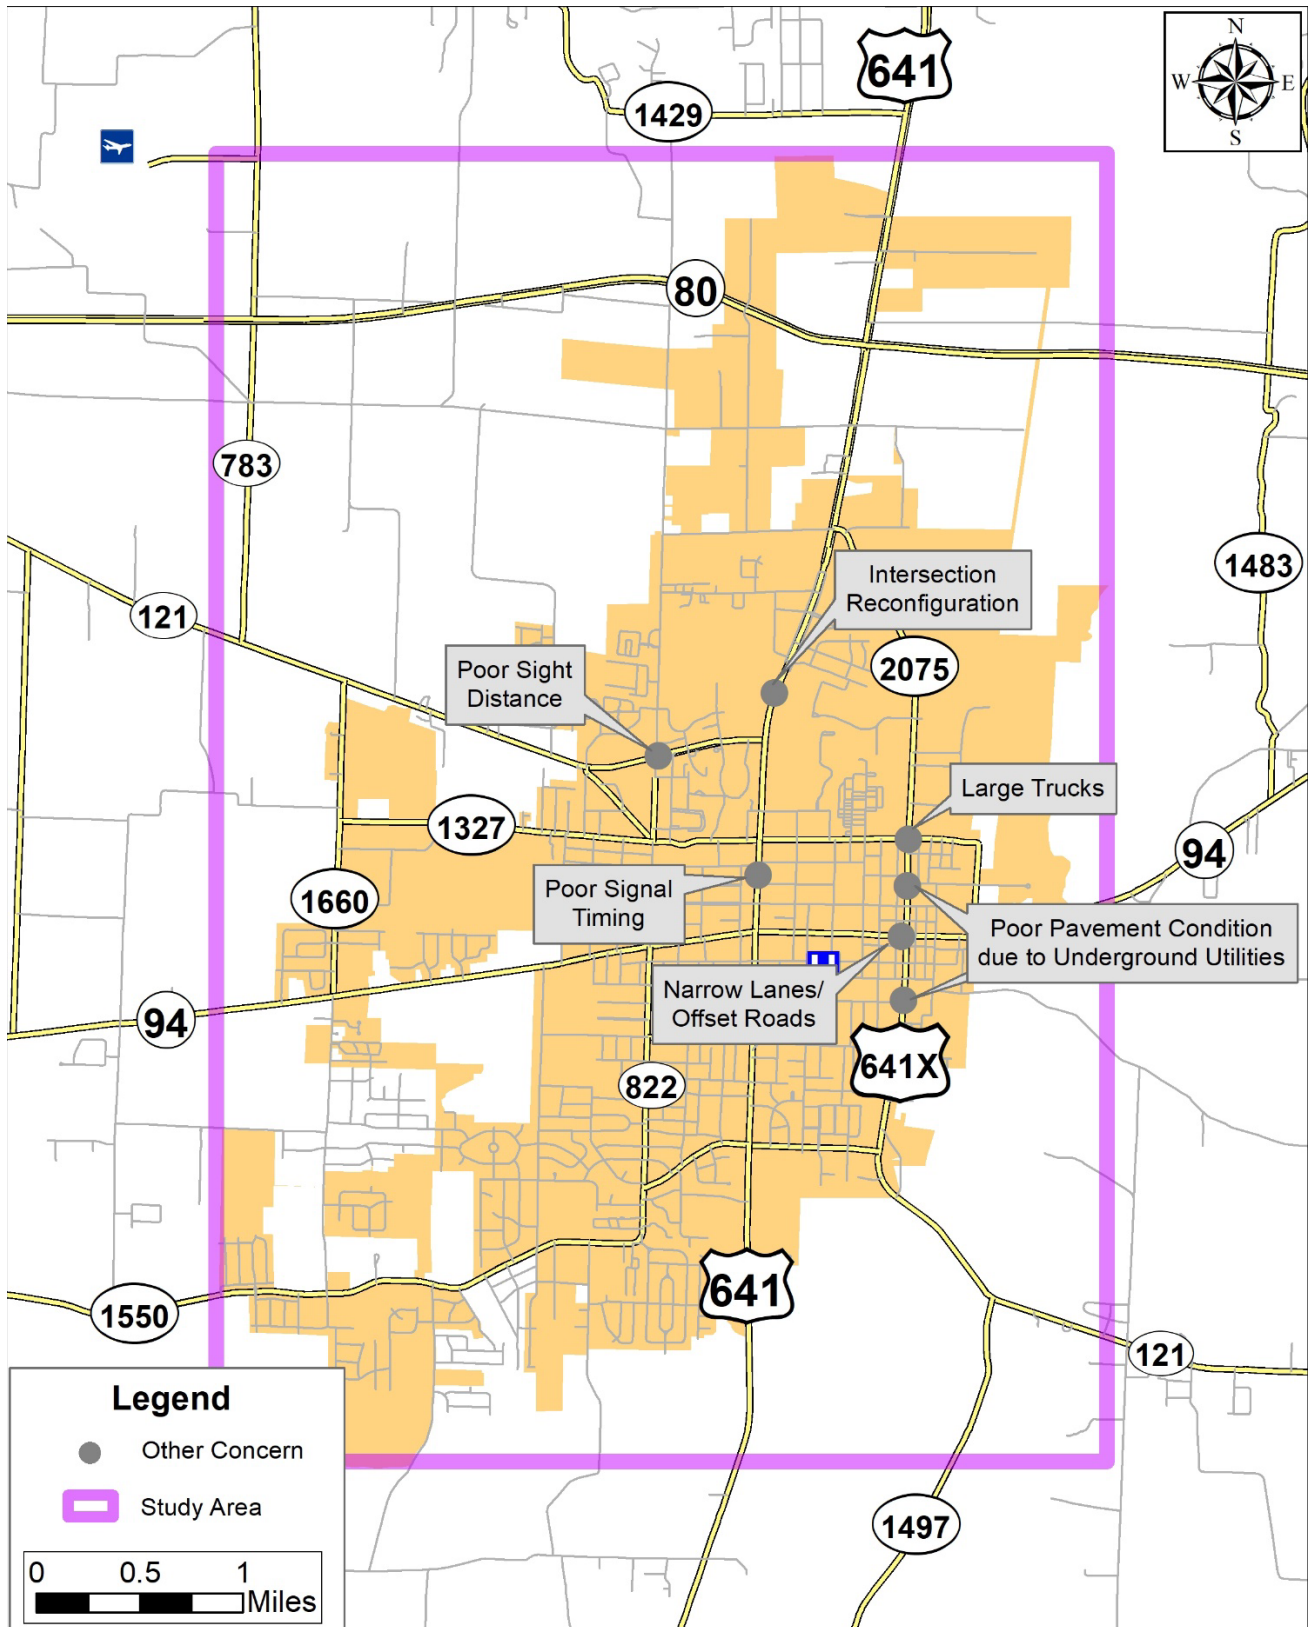 641
N
W
E
S
1429
80
783
1483
121
Intersection
Reconfiguration
2075
Poor Sight
Distance
Large Trucks
1327
94
1660
Poor Signal
Timing
Poor Pavement Condition
due to Underground Utilities
Narrow Lanes/
Offset Roads
94
641X
822
641
1550
121
Legend
Other Concern
Study Area
1497
0 0.5 1
Miles